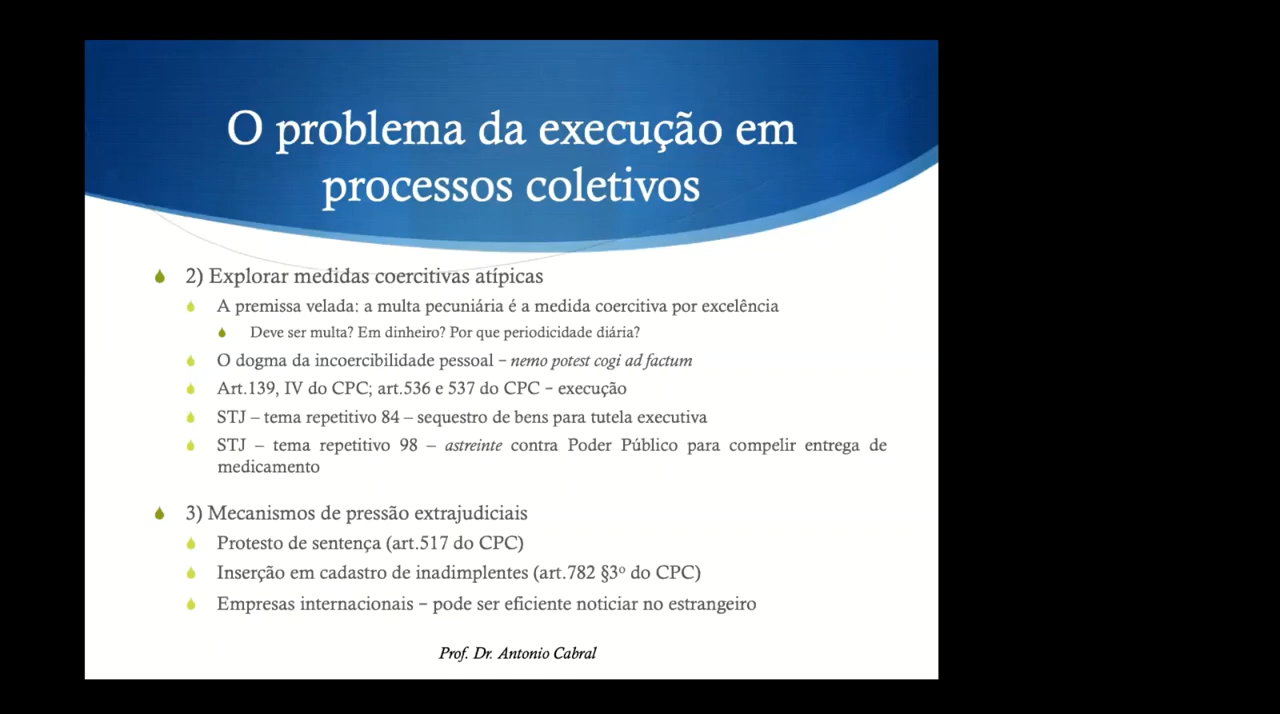 O problema da execução em
processos coletivos
2) Explorar medidas coercitivas atípicas
A premissa velada: a multa pecuniária é a medida coercitiva por excelência
Deve ser multa? Em dinheiro? Por que periodicidade diária?
O dogma da incoercibilidade pessoal – nemo potest cogi ad factum
Art.139, IV do CPC; art.536 e 537 do CPC – execução
STJ – tema repetitivo 84 – sequestro de bens para tutela executiva
STJ – tema repetitivo 98 – astreinte contra Poder Público para compelir entrega de
medicamento
3) Mecanismos de pressão extrajudiciais
Protesto de sentença (art.517 do CPC)
Inserção em cadastro de inadimplentes (art.782 §3º do CPC)
Empresas internacionais – pode ser eficiente noticiar no estrangeiro
Prof. Dr. Antonio Cabral